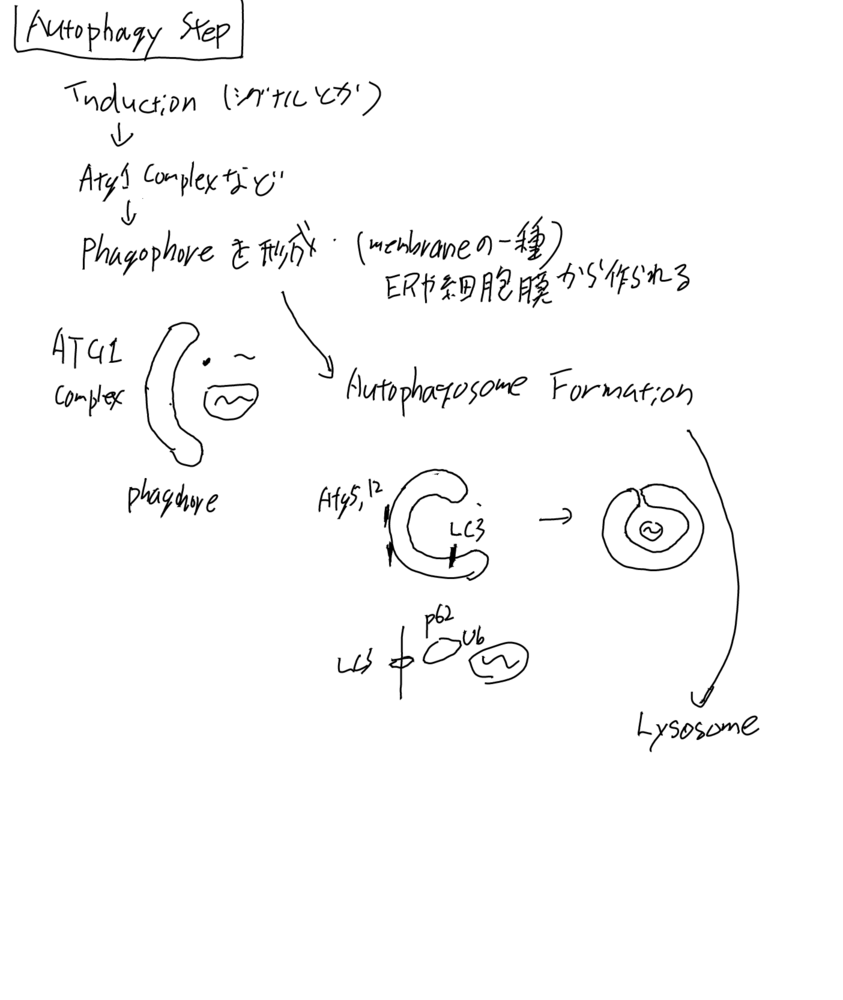 Autophagy Step
Induction (シグナルとか)
↓
Atg1 Complexなど
↓
Phagophoreを形成 (menbraneの一種)
ERや細胞膜から作られる
ATG1
Complex
phaghore
Autophagosome Formation
Atg5,12
LC3
→
p62
Ub
LC3
Lysosome